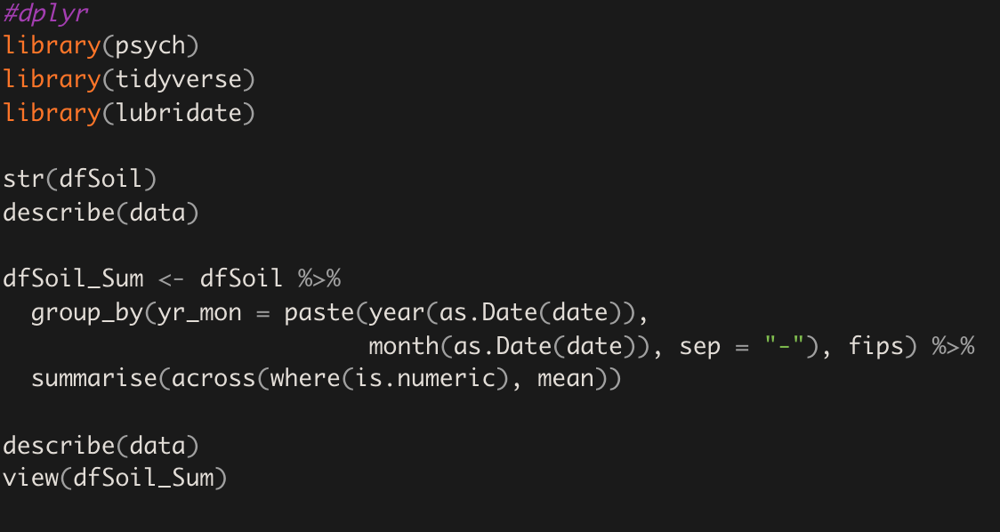 #dplyr
library(psych)
library(tidyverse)
library(lubridate)
str(dfSoil)
describe(data)
dfSoil_Sum <- dfSoil %>%
  group_by(yr_mon = paste(year(as.Date(date)),
                          month(as.Date(date)), sep = "-"), fips) %>%
  summarise(across(where(is.numeric), mean))
describe(data)
view(dfSoil_Sum)